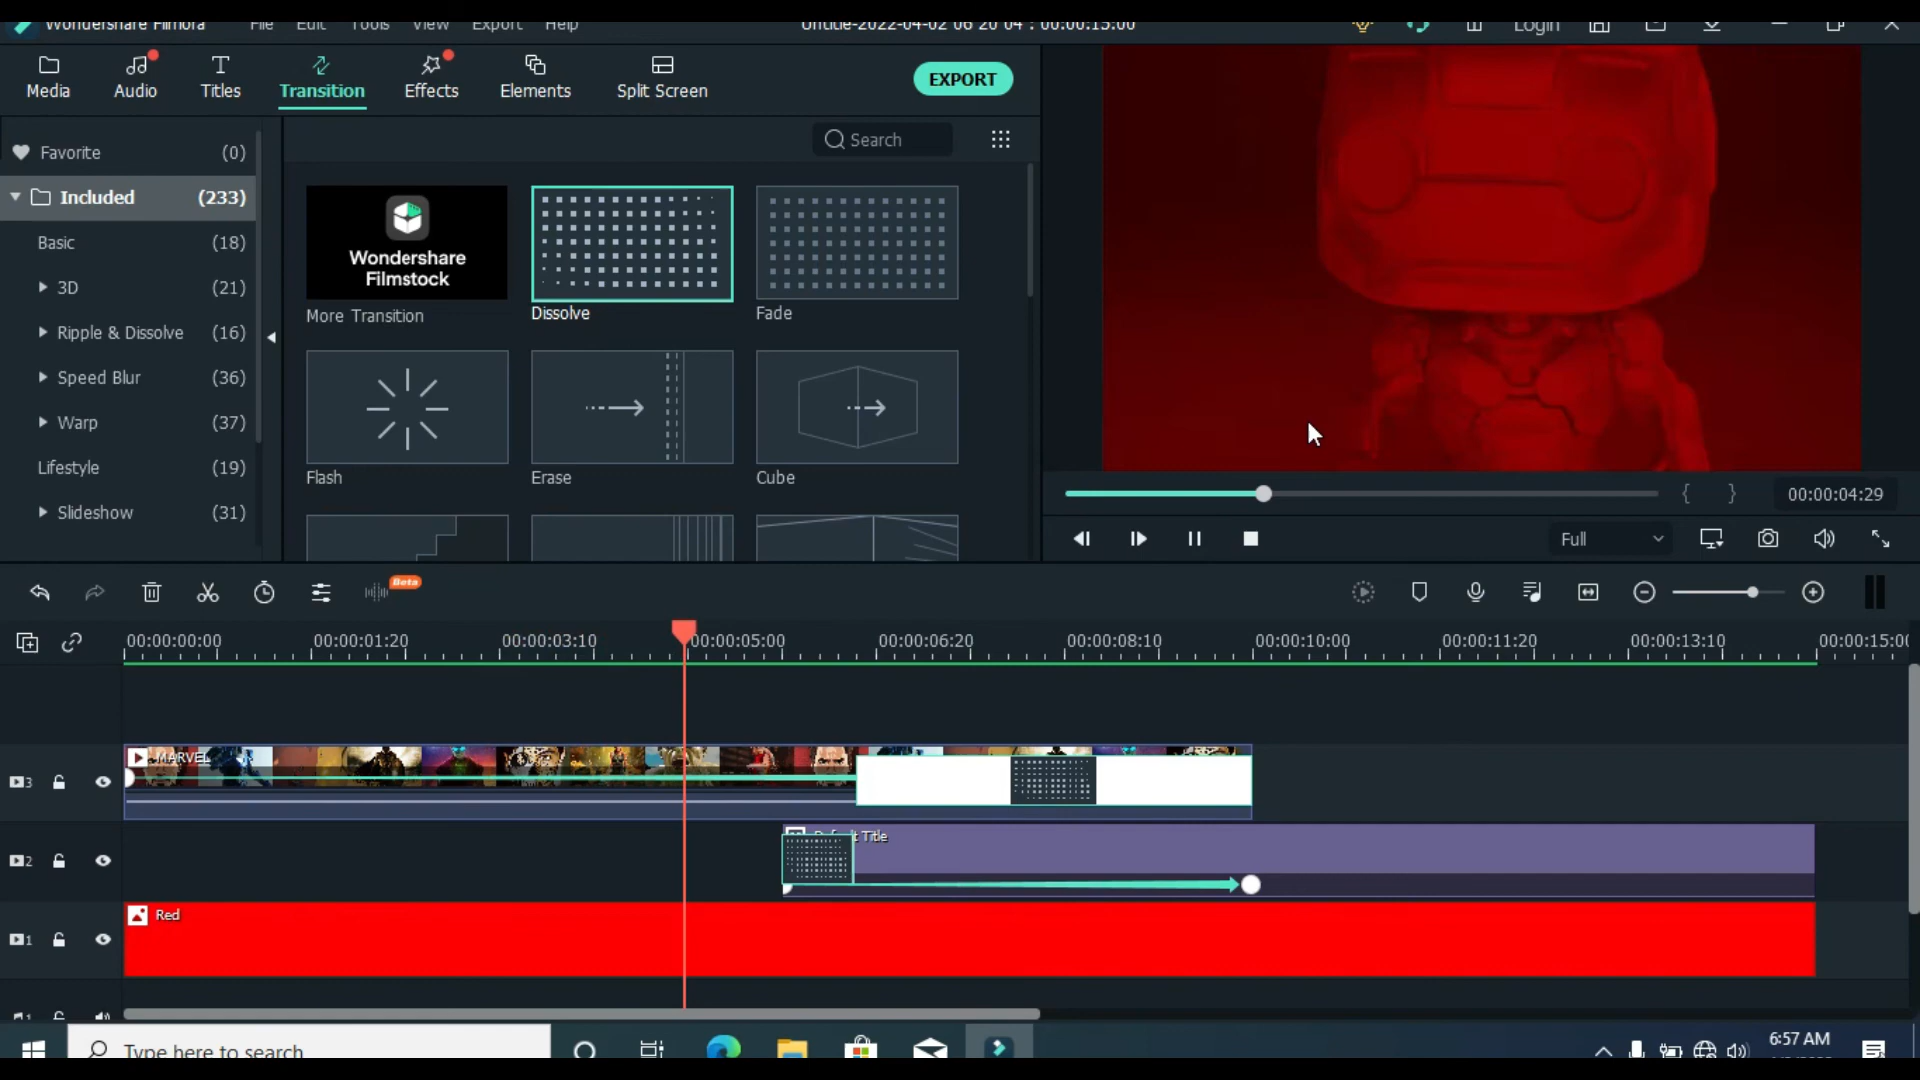 Wondershare Filmora File Edit Tools View Export Help Untitle-2022-04-02 06 20 04 : 00:00:15:00 Login
Media Audio Titles Transition Effects Elements Split Screen EXPORT
Favorite (0)
Search
Included (233)
Basic (18)
3D (21)
Ripple & Dissolve (16)
Speed Blur (36)
Warp (37)
Lifestyle (19)
Slideshow (31)
Wondershare
Filmstock
More Transition Dissolve Fade
Flash Erase Cube
00:00:04:29
Full
Beta
00:00:00:00 00:00:01:20 00:00:03:10 00:00:05:00 00:00:06:20 00:00:08:10 00:00:10:00 00:00:11:20 00:00:13:10 00:00:15:00
MARVEL
3
Title
2
Red
1
1
Type here to search
6:57 AM